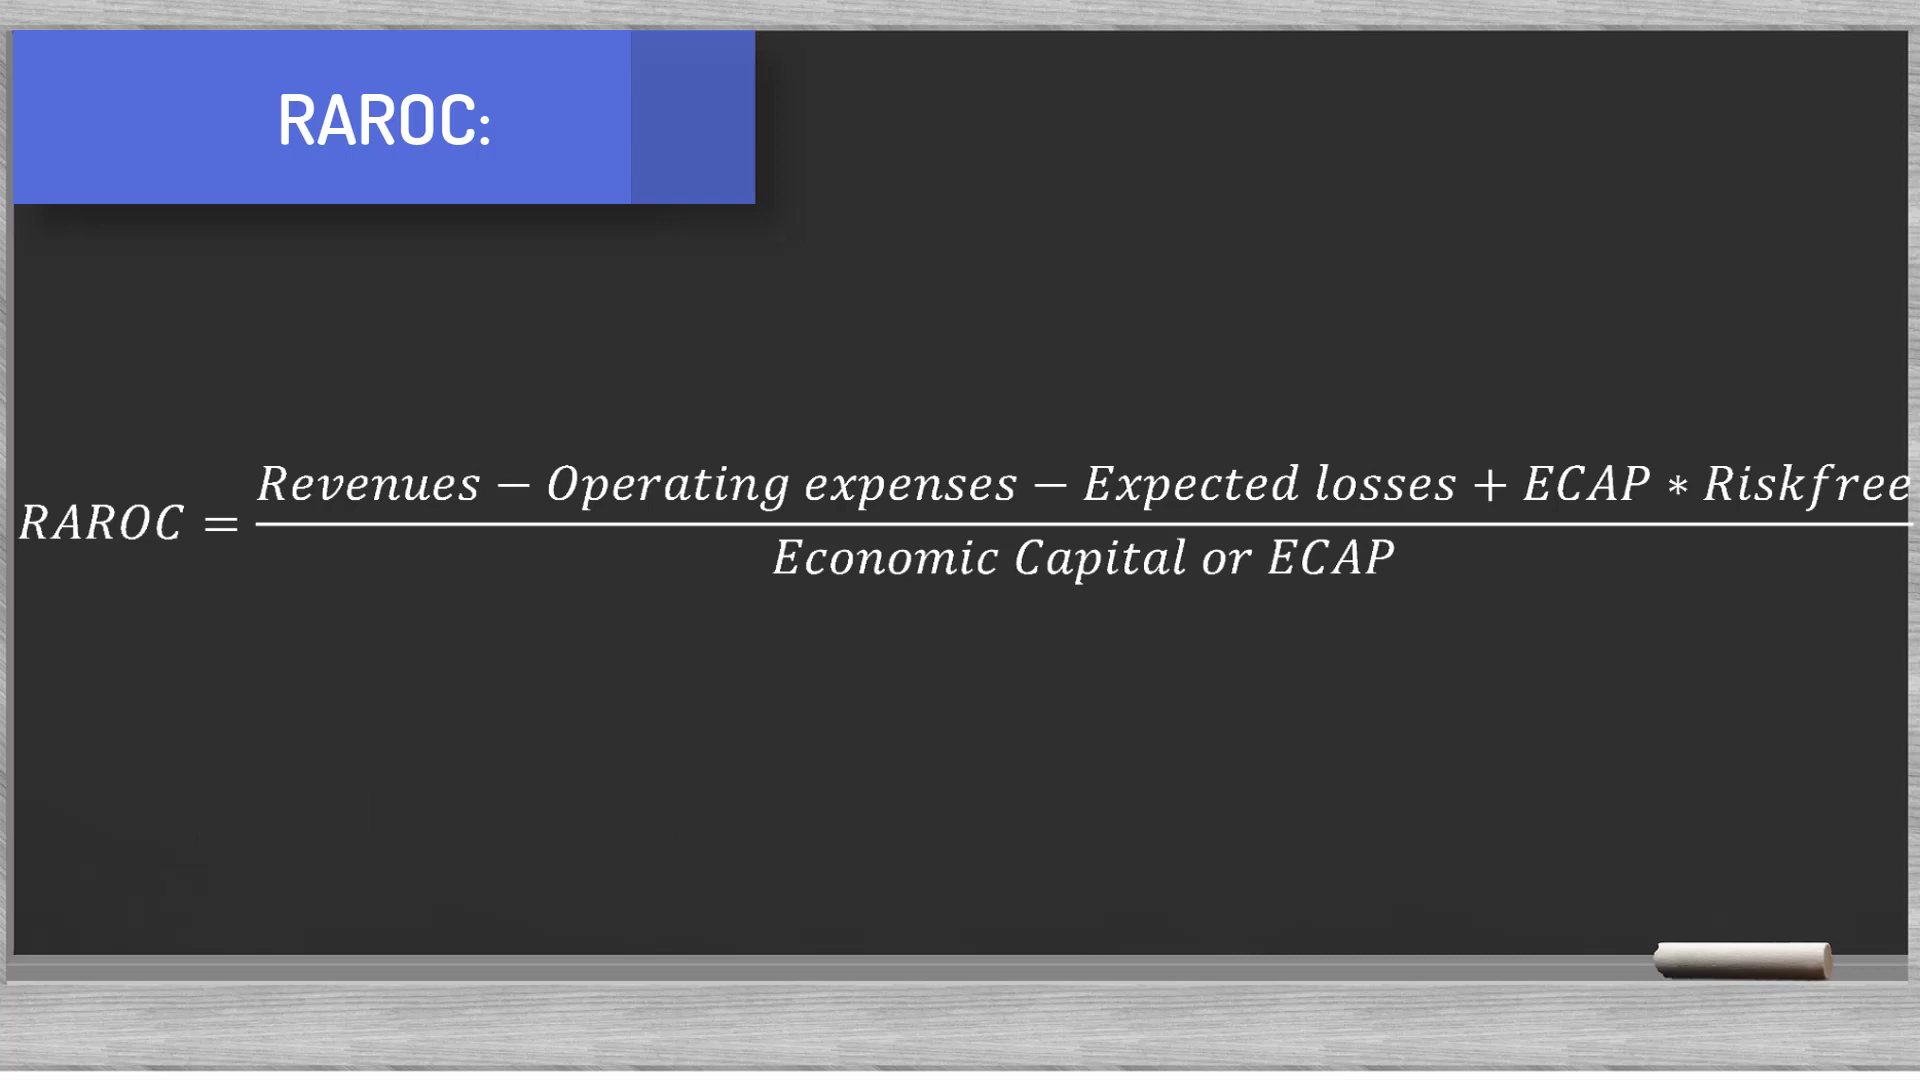 RAROC:
RAROC = Revenues − Operating expenses − Expected losses + ECAP ∗ Riskfree
Economic Capital or ECAP